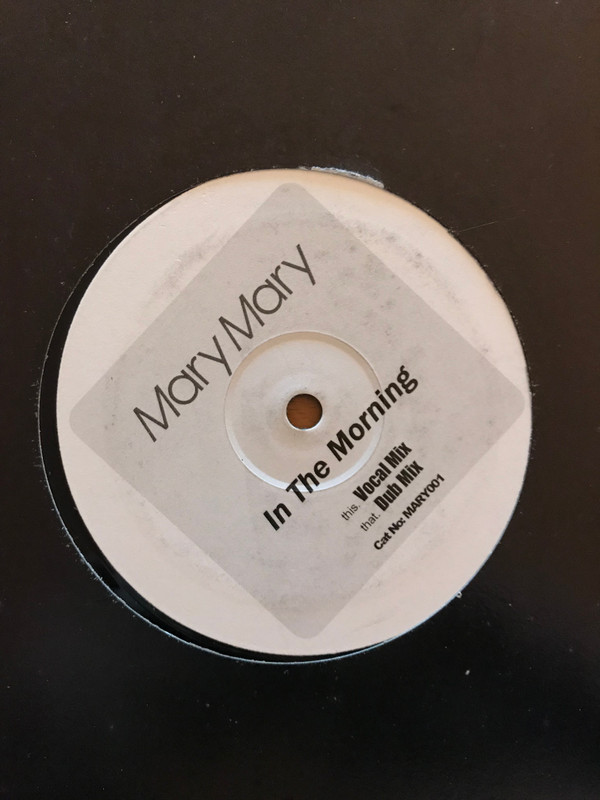 Mary Mary
In The Morning
this. Vocal Mix
that. Dub Mix
Cat No: MARY001